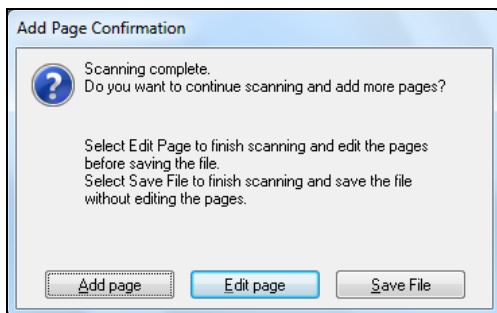 Add Page Confirmation
Scanning complete.
Do you want to continue scanning and add more pages?
Select Edit Page to finish scanning and edit the pages
before saving the file.
Select Save File to finish scanning and save the file
without editing the pages.
Add page Edit page Save File